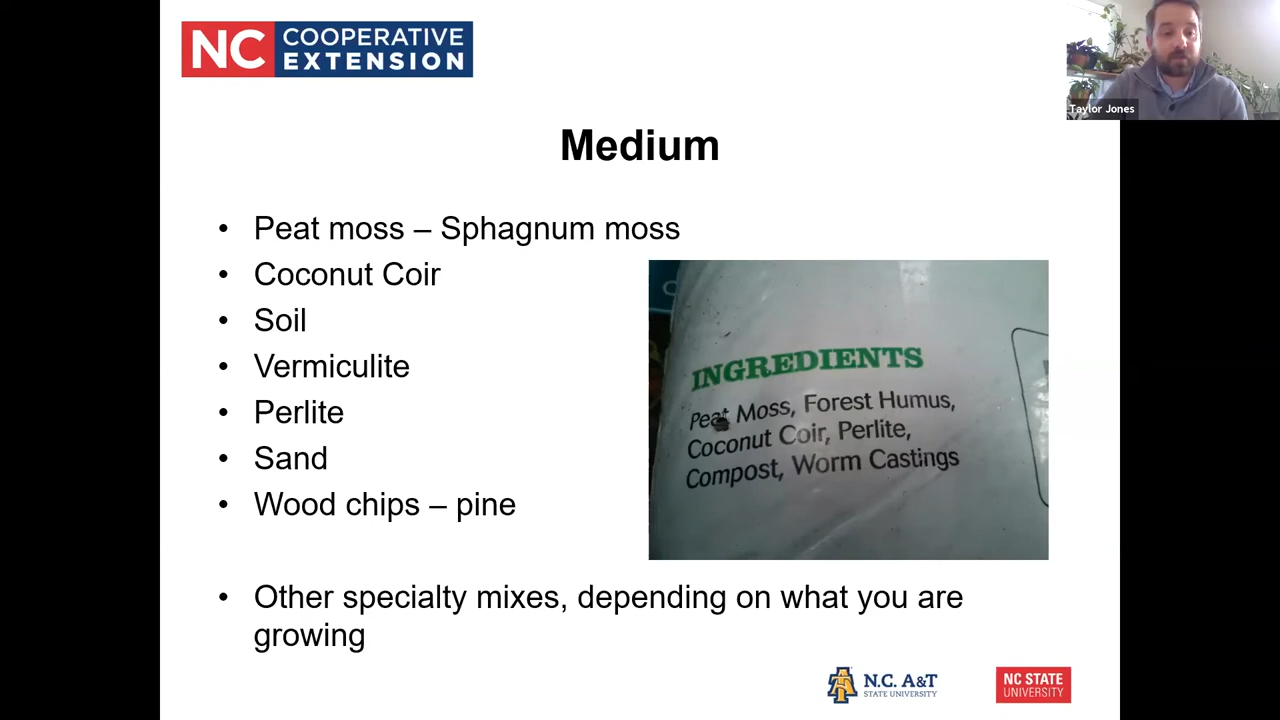 NC COOPERATIVE
EXTENSION
Taylor Jones
Medium
• Peat moss – Sphagnum moss
• Coconut Coir
• Soil
• Vermiculite
• Perlite
• Sand
• Wood chips – pine
INGREDIENTS
Peat Moss, Forest Humus,
Coconut Coir, Perlite,
Compost, Worm Castings
• Other specialty mixes, depending on what you are
growing
N.C. A&T
STATE UNIVERSITY
NC STATE
UNIVERSITY